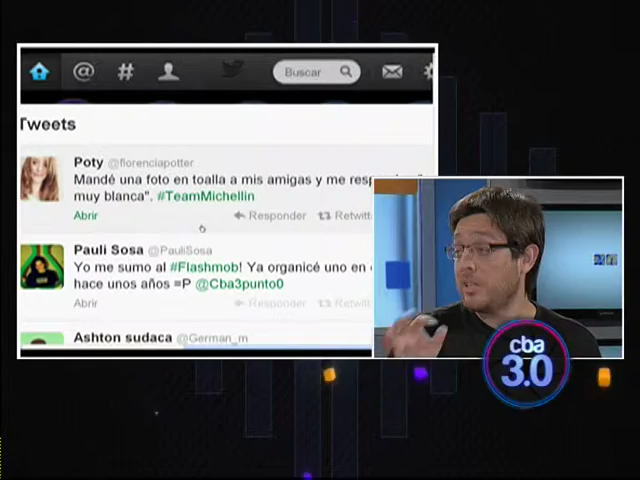 @ # Buscar
Tweets
Poty @florenciapotter
Mandé una foto en toalla a mis amigas y me
muy blanca". #TeamMichellin
Abrir Responder
Pauli Sosa @PauliSosa
Yo me sumo al #Flashmob! Ya organicé uno en
hace unos años =P @Cba3punto0
Abrir Responder
Ashton sudaca @German_m
cba
3.0